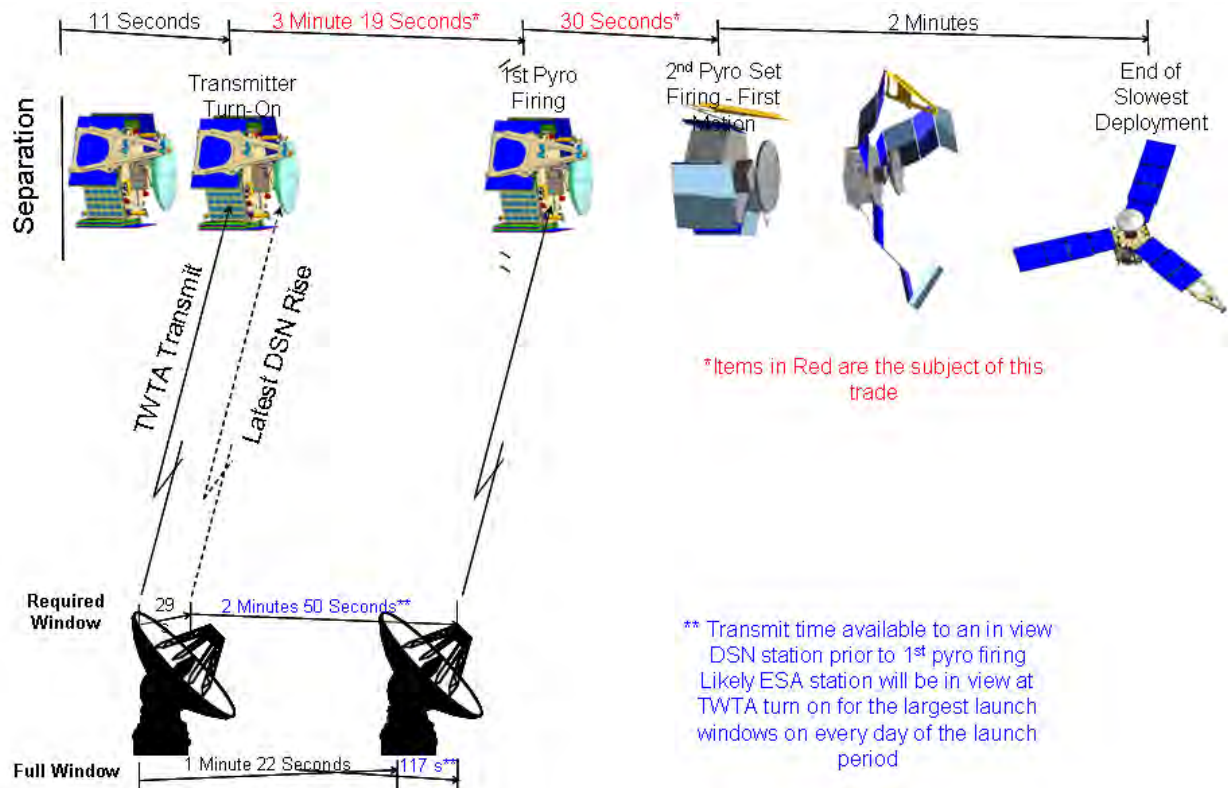 11 Seconds
3 Minute 19 Seconds*
30 Seconds*
2 Minutes
Separation
Transmitter
Turn-On
1st Pyro
Firing
2nd Pyro Set
Firing - First
Motion
End of
Slowest
Deployment
TWTA Transmit
Latest DSN Rise
*Items in Red are the subject of this
trade
Required
Window
29
2 Minutes 50 Seconds**
** Transmit time available to an in view
DSN station prior to 1st pyro firing
Likely ESA station will be in view at
TWTA turn on for the largest launch
windows on every day of the launch
period
Full Window
1 Minute 22 Seconds
117 s**